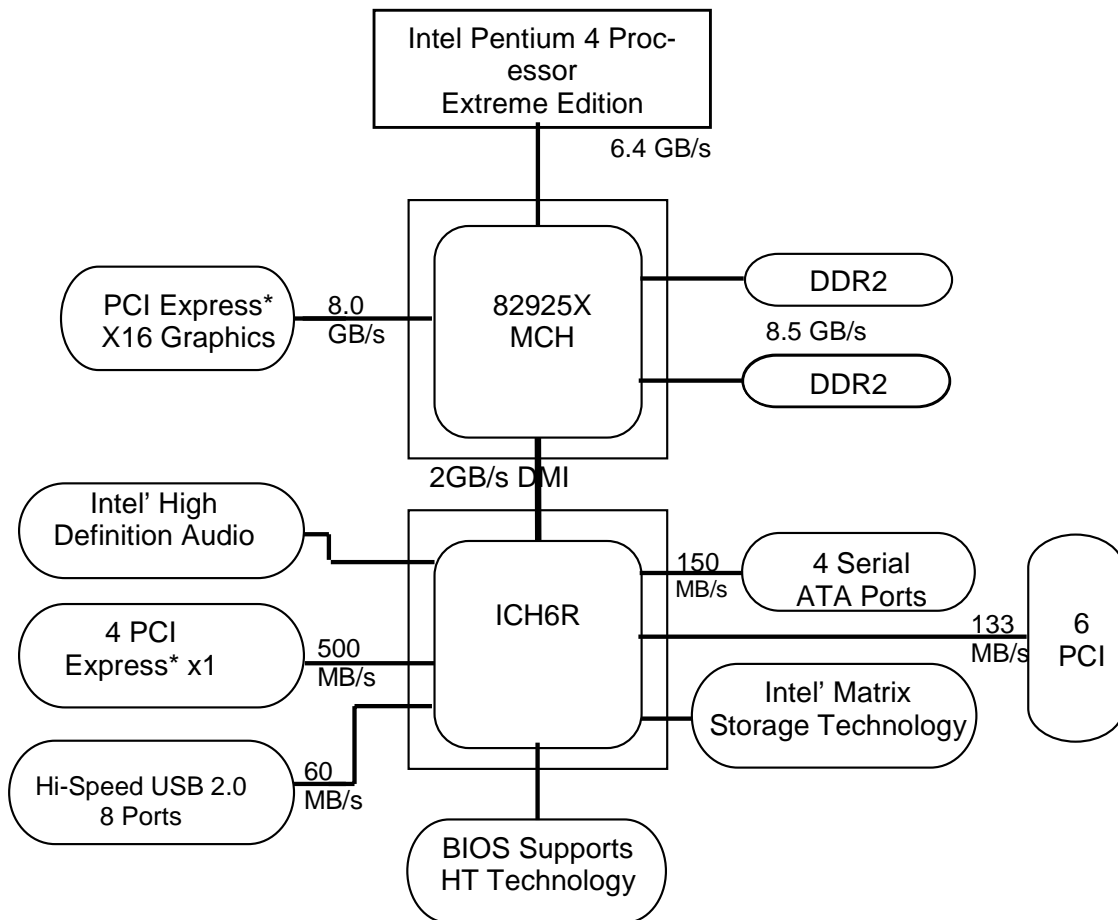 Intel Pentium 4 Proc-
essor
Extreme Edition
6.4 GB/s
PCI Express*
X16 Graphics
8.0
GB/s
82925X
MCH
DDR2
8.5 GB/s
DDR2
2GB/s DMI
Intel' High
Definition Audio
ICH6R
150
MB/s
4 Serial
ATA Ports
4 PCI
Express* x1
500
MB/s
133
MB/s
6
PCI
Intel' Matrix
Storage Technology
Hi-Speed USB 2.0
8 Ports
60
MB/s
BIOS Supports
HT Technology